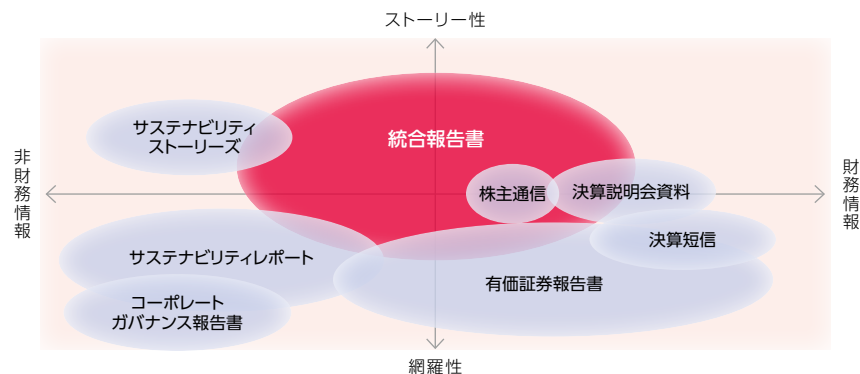 ストーリー性
サステナビリティ
ストーリーズ
統合報告書
非財務情報
株主通信
決算説明会資料
財務情報
決算短信
サステナビリティレポート
有価証券報告書
コーポレート
ガバナンス報告書
網羅性